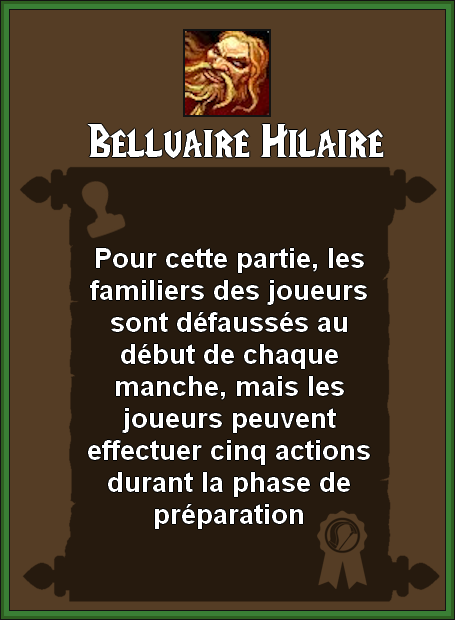 Belluaire Hilaire
Pour cette partie, les
familiers des joueurs
sont défaussés au
début de chaque
manche, mais les
joueurs peuvent
effectuer cinq actions
durant la phase de
préparation